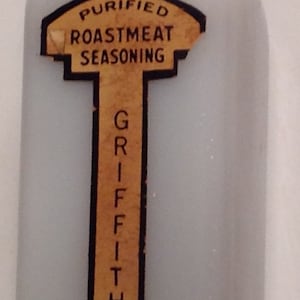 PURIFIED
ROASTMEAT
SEASONING
GRIFFITH